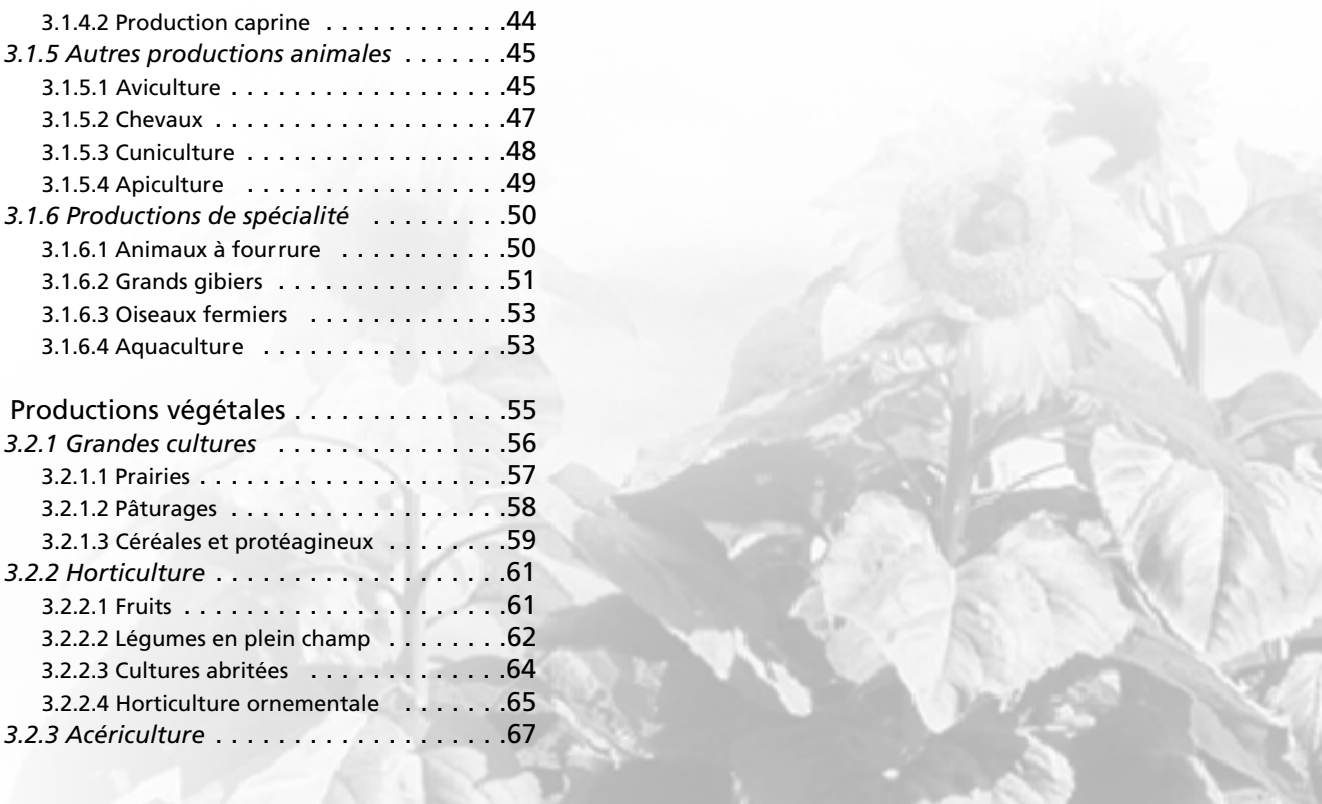 3.1.4.2 Production caprine . . . . . . . . . . . .44
3.1.5 Autres productions animales . . . . . . .45
3.1.5.1 Aviculture . . . . . . . . . . . . . . . . . .45
3.1.5.2 Chevaux . . . . . . . . . . . . . . . . . . .47
3.1.5.3 Cuniculture . . . . . . . . . . . . . . . . .48
3.1.5.4 Apiculture . . . . . . . . . . . . . . . . .49
3.1.6 Productions de spécialité . . . . . . . . .50
3.1.6.1 Animaux à fourrure . . . . . . . . . . .50
3.1.6.2 Grands gibiers . . . . . . . . . . . . . . .51
3.1.6.3 Oiseaux fermiers . . . . . . . . . . . . .53
3.1.6.4 Aquaculture . . . . . . . . . . . . . . . .53
Productions végétales . . . . . . . . . . . . . .55
3.2.1 Grandes cultures . . . . . . . . . . . . . . .56
3.2.1.1 Prairies . . . . . . . . . . . . . . . . . . . .57
3.2.1.2 Pâturages . . . . . . . . . . . . . . . . . .58
3.2.1.3 Céréales et protéagineux . . . . . . . .59
3.2.2 Horticulture . . . . . . . . . . . . . . . . . . .61
3.2.2.1 Fruits . . . . . . . . . . . . . . . . . . . . .61
3.2.2.2 Légumes en plein champ . . . . . . . .62
3.2.2.3 Cultures abritées . . . . . . . . . . . . .64
3.2.2.4 Horticulture ornementale . . . . . . .65
3.2.3 Acériculture . . . . . . . . . . . . . . . . . . .67